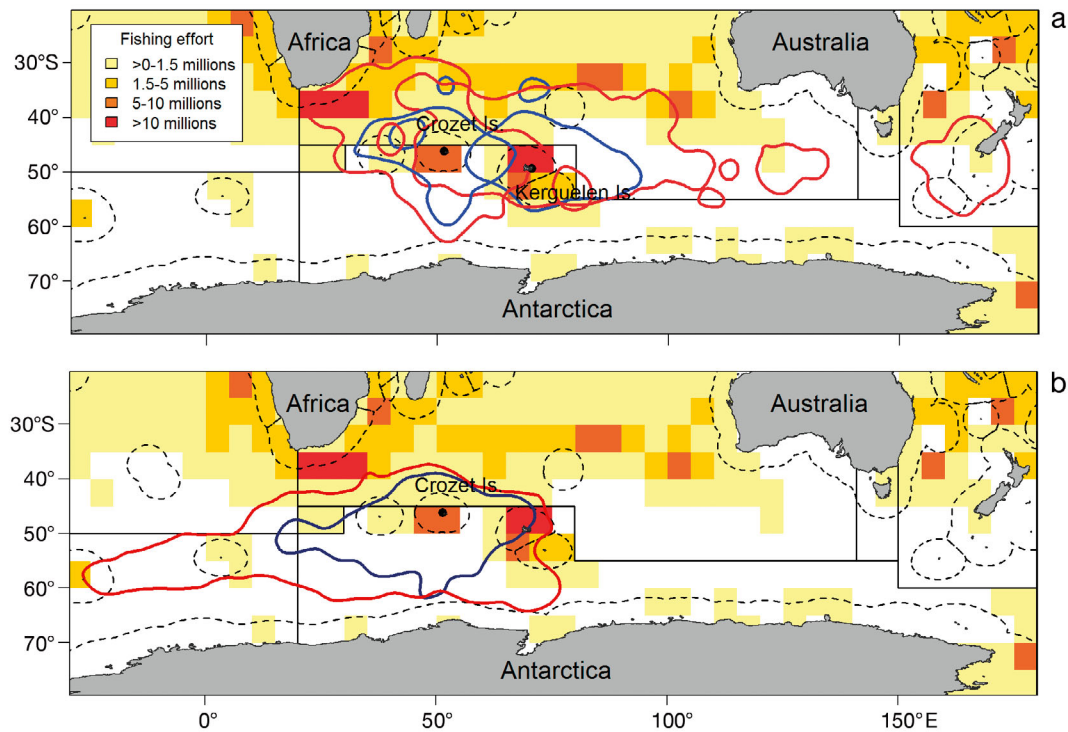 a
Fishing effort
>0-1.5 millions
1.5-5 millions
5-10 millions
>10 millions
Africa
Australia
30°S
40°
50°
60°
70°
Crozet Is.
Kerguelen Is.
Antarctica
b
Africa
Australia
30°S
40°
50°
60°
70°
Crozet Is.
Antarctica
0°
50°
100°
150°E